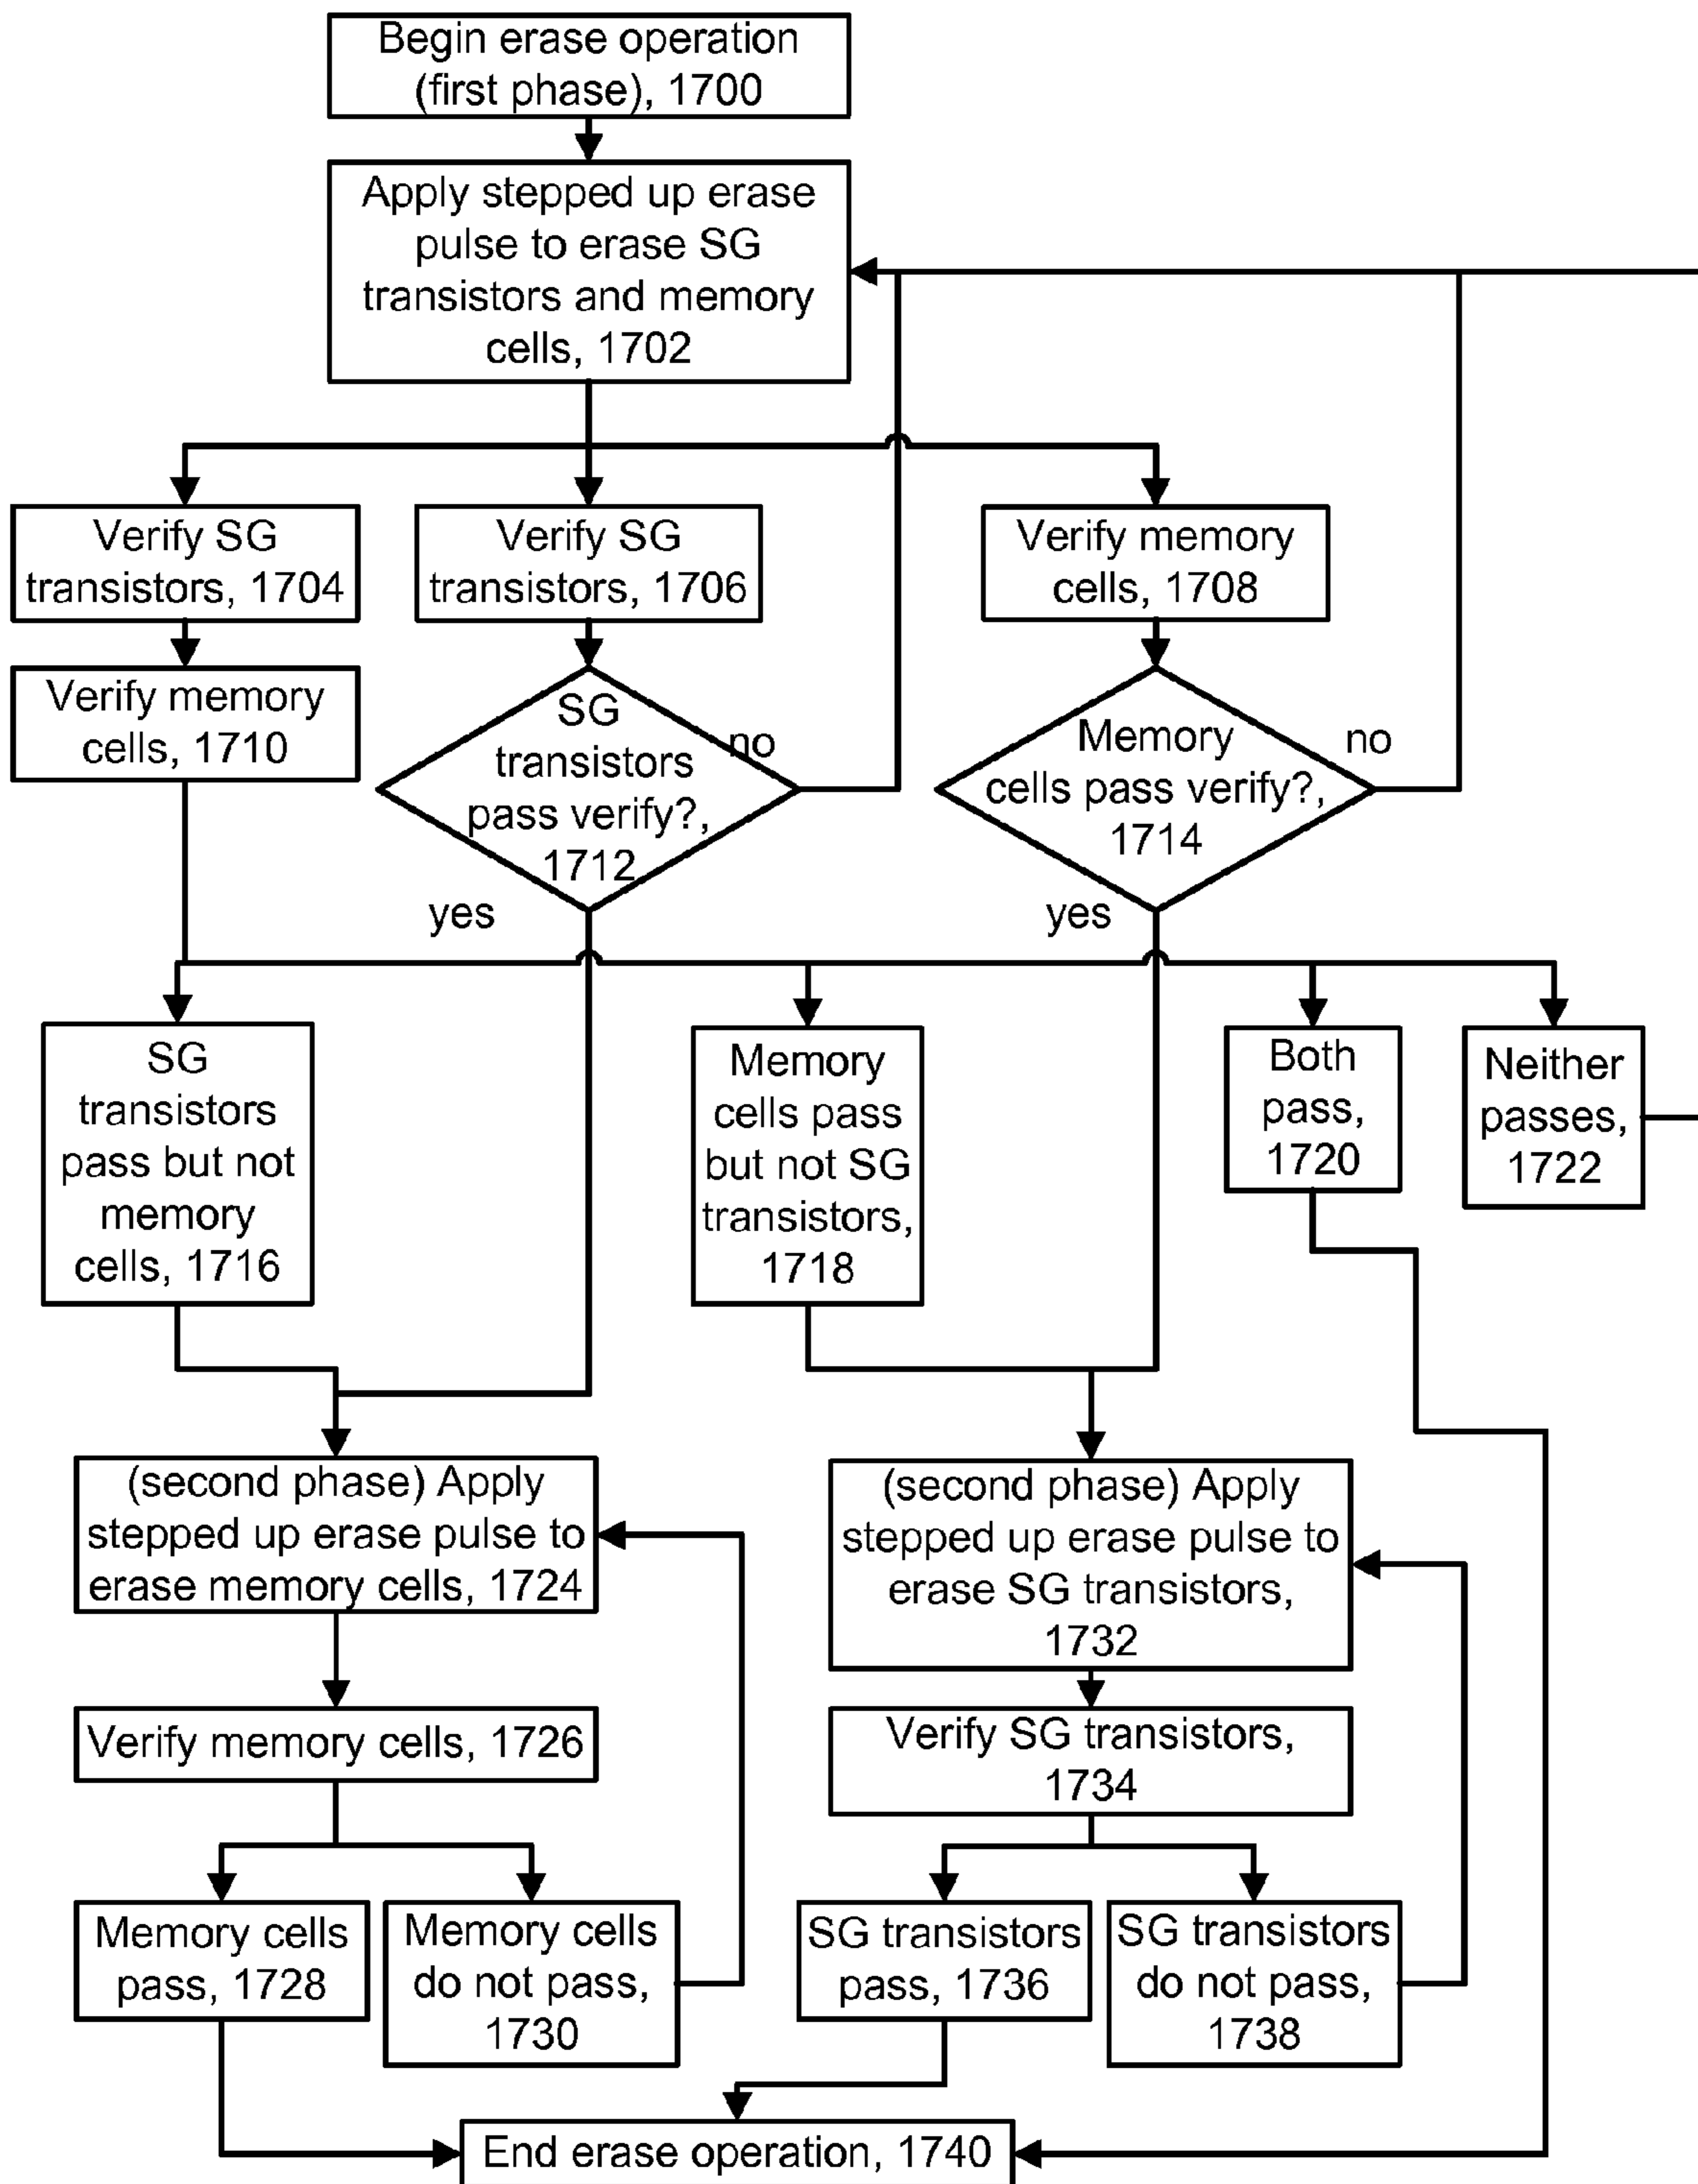 Begin erase operation
(first phase), 1700
Apply stepped up erase
pulse to erase SG
transistors and memory
cells, 1702
Verify SG
transistors, 1704
Verify SG
transistors, 1706
Verify memory
cells, 1708
Verify memory
cells, 1710
SG
transistors
pass verify?,
1712
no
Memory
cells pass verify?,
1714
no
yes
yes
SG
transistors
pass but not
memory
cells, 1716
Memory
cells pass
but not SG
transistors,
1718
Both
pass,
1720
Neither
passes,
1722
(second phase) Apply
stepped up erase pulse to
erase memory cells, 1724
(second phase) Apply
stepped up erase pulse to
erase SG transistors,
1732
Verify memory cells, 1726
Verify SG transistors,
1734
Memory cells
pass, 1728
Memory cells
do not pass,
1730
SG transistors
pass, 1736
SG transistors
do not pass,
1738
End erase operation, 1740